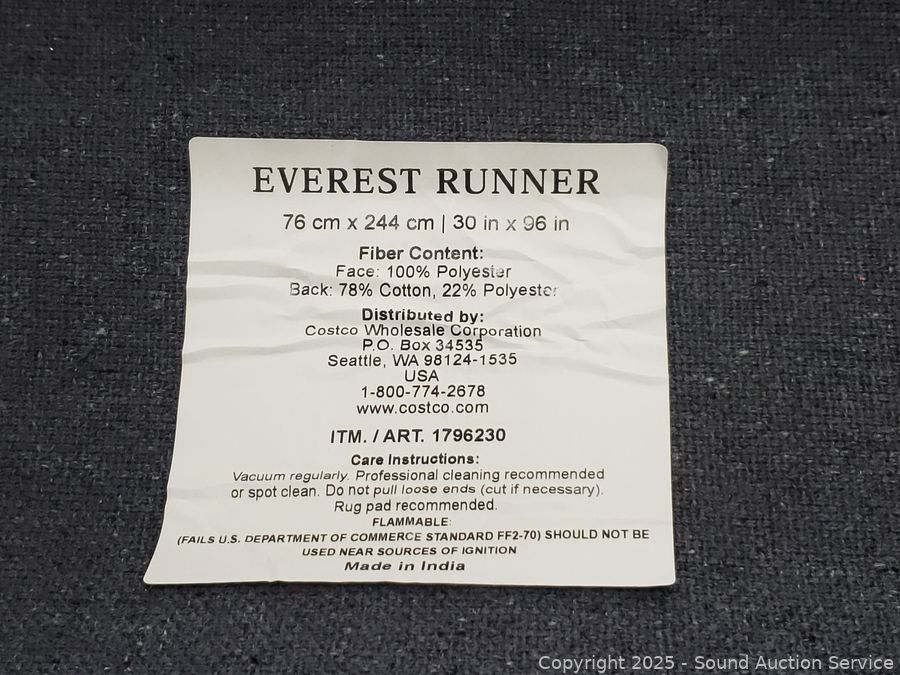 EVEREST RUNNER
76 cm x 244 cm | 30 in x 96 in
Fiber Content:
Face: 100% Polyester
Back: 78% Cotton, 22% Polyester
Distributed by:
Costco Wholesale Corporation
P.O. Box 34535
Seattle, WA 98124-1535
USA
1-800-774-2678
www.costco.com
ITM. / ART. 1796230
Care Instructions:
Vacuum regularly. Professional cleaning recommended
or spot clean. Do not pull loose ends (cut if necessary).
Rug pad recommended.
FLAMMABLE:
(FAILS U.S. DEPARTMENT OF COMMERCE STANDARD FF2-70) SHOULD NOT BE
USED NEAR SOURCES OF IGNITION
Made in India
Copyright 2025 - Sound Auction Service